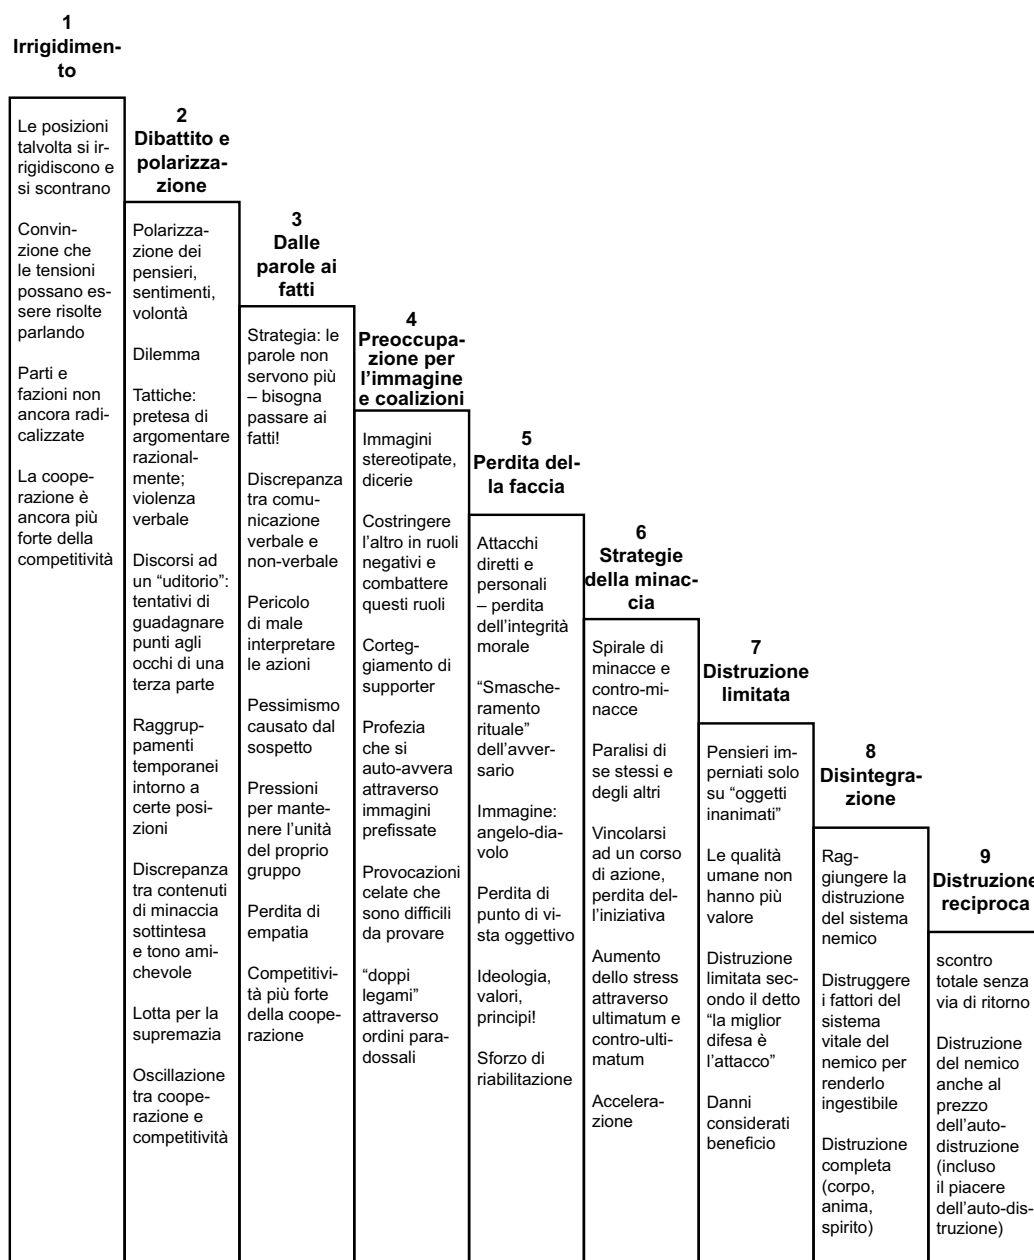 1
Irrigidimen-
to
Le posizioni
talvolta si ir-
rigidiscono e
si scontrano
Convin-
zione che
le tensioni
possano es-
sere risolte
parlando
Parti e
fazioni non
ancora radi-
calizzate
La coope-
razione è
ancora più
forte della
competitività
2
Dibattito e
polarizza-
zione
Polarizza-
zione dei
pensieri,
sentimenti,
volontà
Dilemma
Tattiche:
pretesa di
argomentare
razional-
mente;
violenza
verbale
Discorsi ad
un “uditorio”:
tentativi di
guadagnare
punti agli
occhi di una
terza parte
Raggrup-
pamenti
temporanei
intorno a
certe posi-
zioni
Discrepanza
tra contenuti
di minaccia
sottintesa
e tono ami-
chevole
Lotta per la
supremazia
Oscillazione
tra coope-
razione e
competitività
3
Dalle
parole ai
fatti
Strategia: le
parole non
servono più
– bisogna
passare ai
fatti!
Discrepanza
tra comu-
nicazione
verbale e
non-verbale
Pericolo
di male
interpretare
le azioni
Pessimismo
causato dal
sospetto
Pressioni
per mante-
nere l’unità
del proprio
gruppo
Perdita di
empatia
Competitivi-
tà più forte
della coope-
razione
4
Preoccupa-
zione per
l’immagine
e coalizioni
Immagini
stereotipate,
dicerie
Costringere
l’altro in ruoli
negativi e
combattere
questi ruoli
Corteg-
giamento di
supporter
Profezia
che si
auto-avvera
attraverso
immagini
prefissate
Provocazioni
celate che
sono difficili
da provare
“doppi
legami”
attraverso
ordini para-
dossali
5
Perdita del-
la faccia
Attacchi
diretti e
personali
– perdita
dell’integrità
morale
“Smasche-
ramento
rituale”
dell’avver-
sario
Immagine:
angelo-dia-
volo
Perdita di
punto di vi-
sta oggettivo
Ideologia,
valori,
principi!
Sforzo di
riabilitazione
6
Strategie
della minac-
cia
Spirale di
minacce e
contro-mi-
nacce
Paralisi di
se stessi e
degli altri
Vincolarsi
ad un corso
di azione,
perdita del-
l’iniziativa
Aumento
dello stress
attraverso
ultimatum e
contro-ulti-
matum
Accelera-
zione
7
Distruzione
limitata
Pensieri im-
perniati solo
su “oggetti
inanimati”
Le qualità
umane non
hanno più
valore
Distruzione
limitata sec-
ondo il detto
“la miglior
difesa è
l’attacco”
Danni
considerati
beneficio
8
Disintegra-
zione
Rag-
giungere la
distruzione
del sistema
nemico
Distruggere
i fattori del
sistema
vitale del
nemico per
renderlo
ingestibile
Distruzione
completa
(corpo,
anima,
spirito)
9
Distruzione
reciproca
scontro
totale senza
via di ritorno
Distruzione
del nemico
anche al
prezzo
dell’auto-
distruzione
(incluso
il piacere
dell’auto-dis-
truzione)